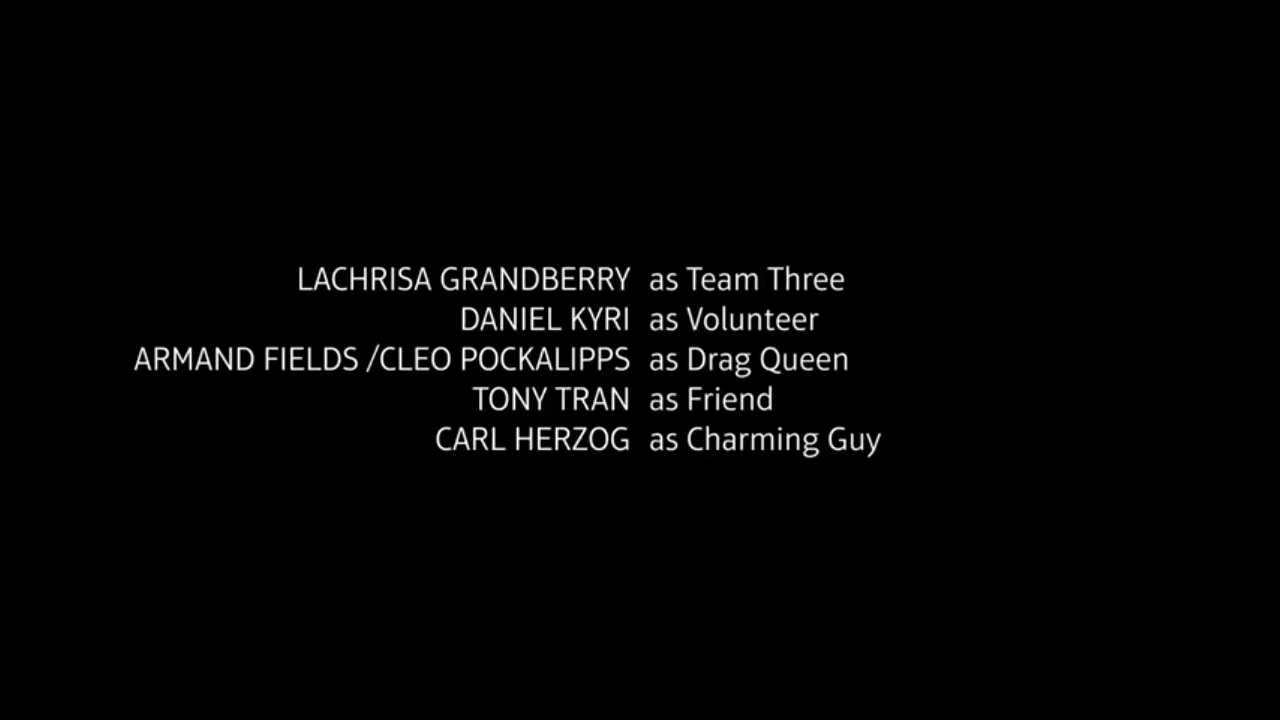 LACHRISA GRANDBERRY as Team Three
DANIEL KYRI as Volunteer
ARMAND FIELDS /CLEO POCKALIPPS as Drag Queen
TONY TRAN as Friend
CARL HERZOG as Charming Guy